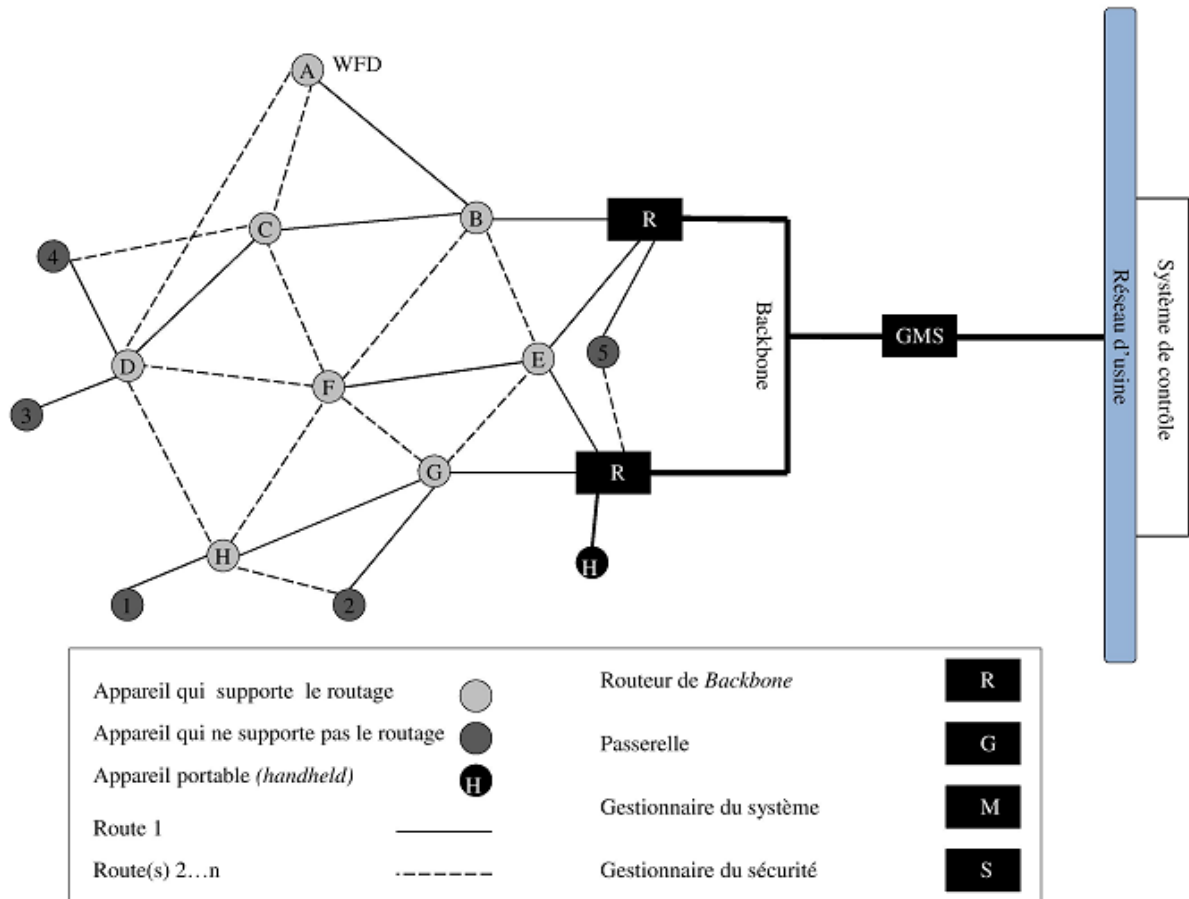 A
WFD
C
B
R
4
Backbone
GMS
Réseau d'usine
Système de contrôle
5
E
D
F
3
G
R
H
H
1
2
Appareil qui supporte le routage
Appareil qui ne supporte pas le routage
Appareil portable (handheld)
H
Route 1
Route(s) 2…n
Routeur de Backbone
R
Passerelle
G
Gestionnaire du système
M
Gestionnaire du sécurité
S